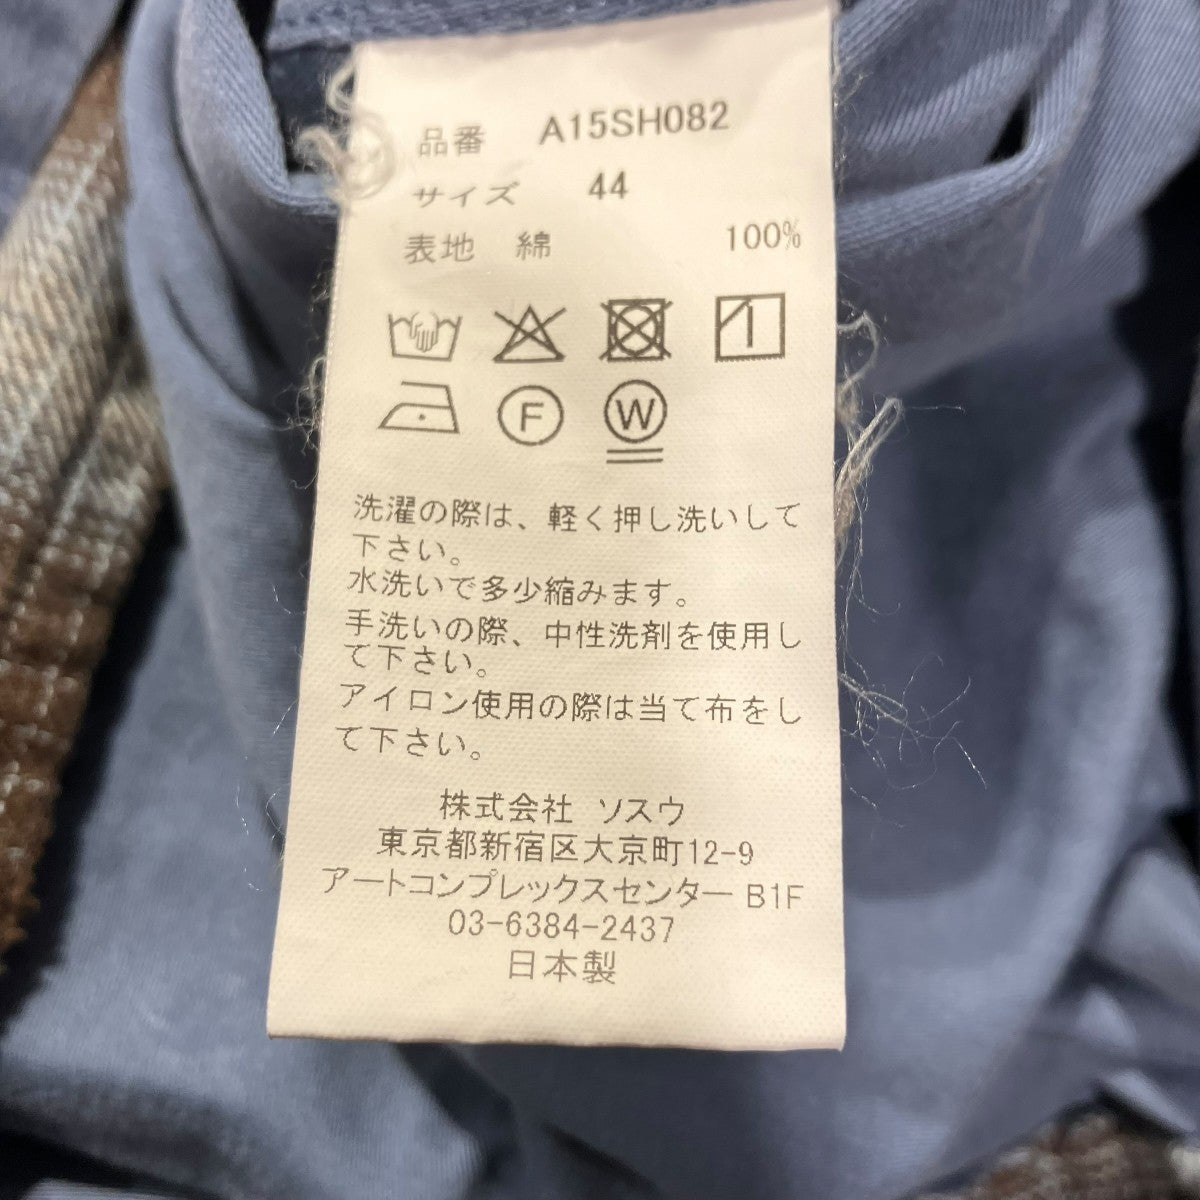 品番 A15SH082
サイズ 44
表地 綿 100%
F W
洗濯の際は、軽く押し洗いして
下さい。
水洗いで多少縮みます。
手洗いの際、中性洗剤を使用し
て下さい。
アイロン使用の際は当て布をし
て下さい。
株式会社 ソスウ
東京都新宿区大京町12-9
アートコンプレックスセンター B1F
03-6384-2437
日本製